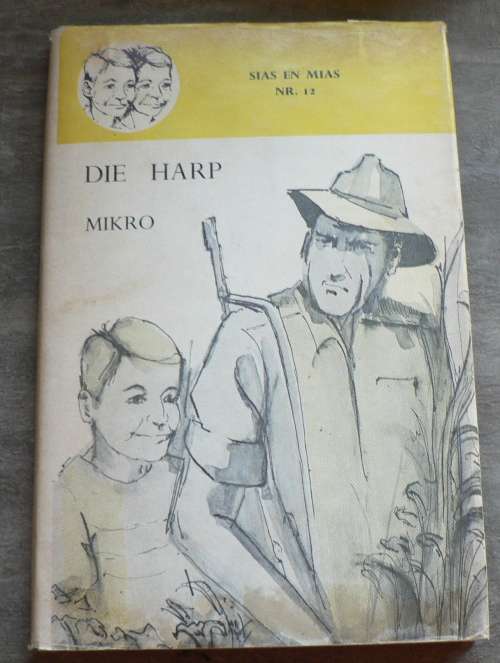 SIAS EN MIAS
NR. 12
DIE HARP
MIKRO